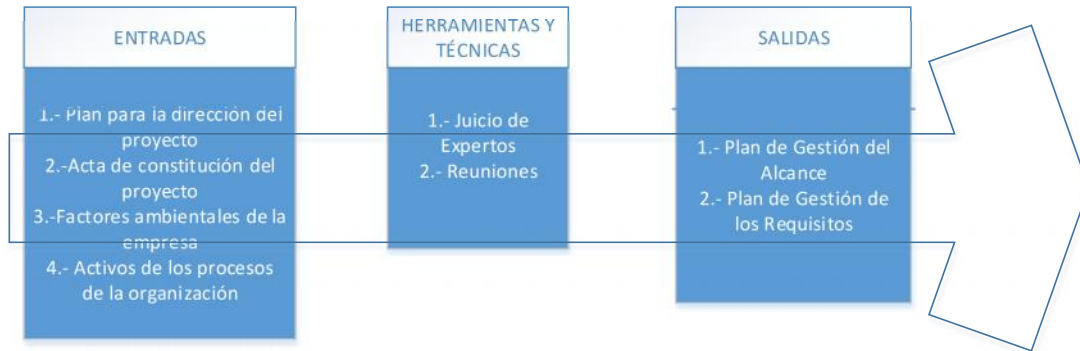 ENTRADAS
1.- Plan para la dirección del
proyecto
2.-Acta de constitución del
proyecto
3.-Factores ambientales de la
empresa
4.- Activos de los procesos
de la organización
HERRAMIENTAS Y
TÉCNICAS
1.- Juicio de
Expertos
2.- Reuniones
SALIDAS
1.- Plan de Gestión del
Alcance
2.- Plan de Gestión de
los Requisitos